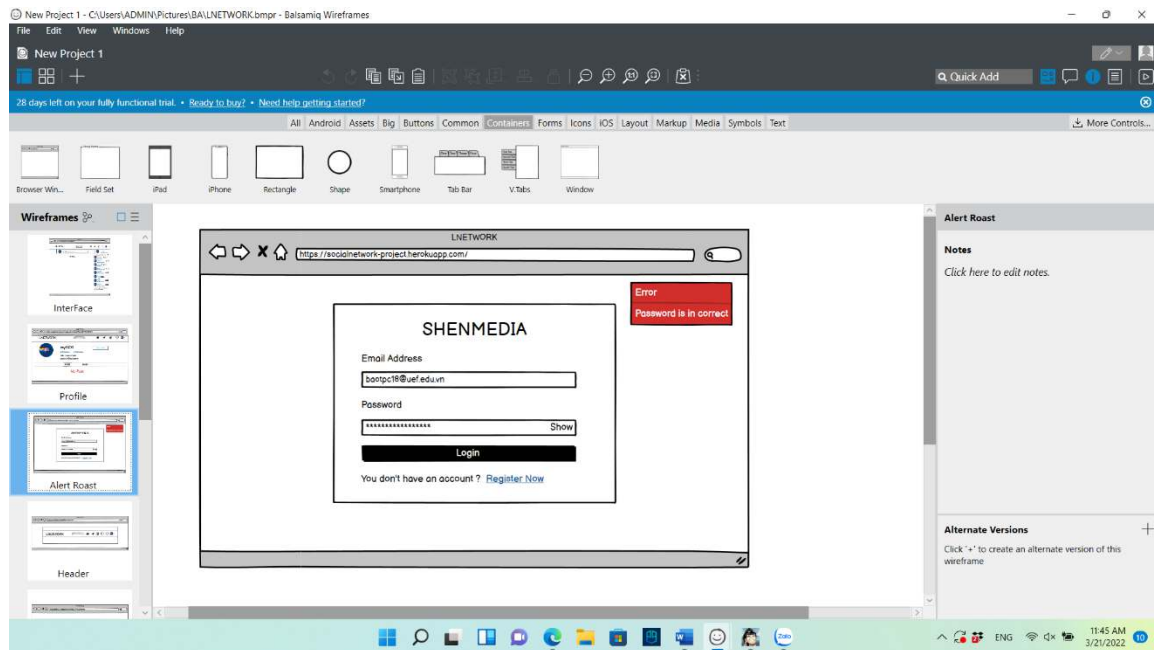 New Project 1 - C:\Users\ADMIN\Pictures\BA\LNETWORK.bmpr - Balsamiq Wireframes
File Edit View Windows Help
New Project 1
Quick Add
28 days left on your fully functional trial. • Ready to buy? • Need help getting started?
All Android Assets Big Buttons Common Containers Forms Icons iOS Layout Markup Media Symbols Text
More Controls...
Browser Win... Field Set iPad iPhone Rectangle Shape Smartphone Tab Bar V.Tabs Window
Wireframes
InterFace
Profile
Alert Roast
Header
LNETWORK
https://socialnetwork-project.herokuapp.com/
Error
Password is in correct
SHENMEDIA
Email Address
baotpc18@uef.edu.vn
Password
***************** Show
Login
You don't have an account ? Register Now
Alert Roast
Notes
Click here to edit notes.
Alternate Versions
Click '+' to create an alternate version of this
wireframe
Zalo
ENG
11:45 AM
3/21/2022
10